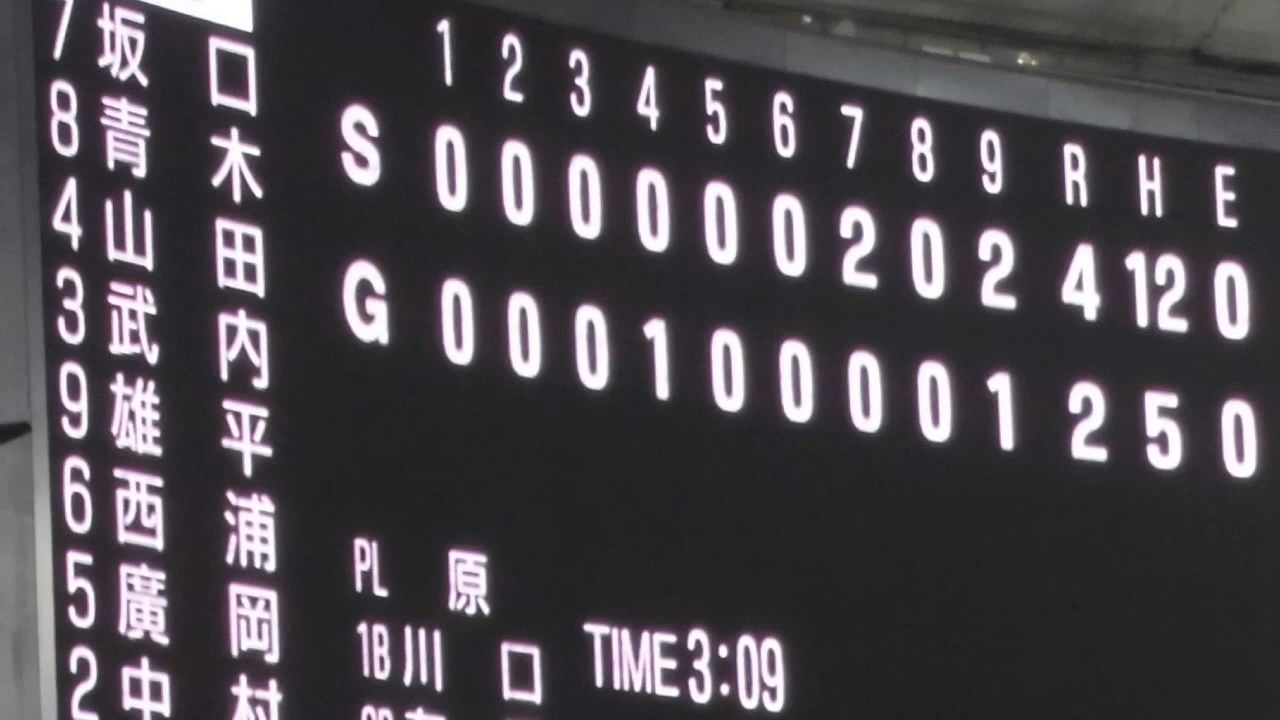 7 坂口
8 青木
4 山田
3 武内
9 雄平
6 西浦
5 廣岡
2 中村
1 2 3 4 5 6 7 8 9 R H E
S 0 0 0 0 0 0 2 0 2 4 12 0
G 0 0 0 1 0 0 0 0 1 2 5 0
PL 原
1B 川口 TIME 3:09